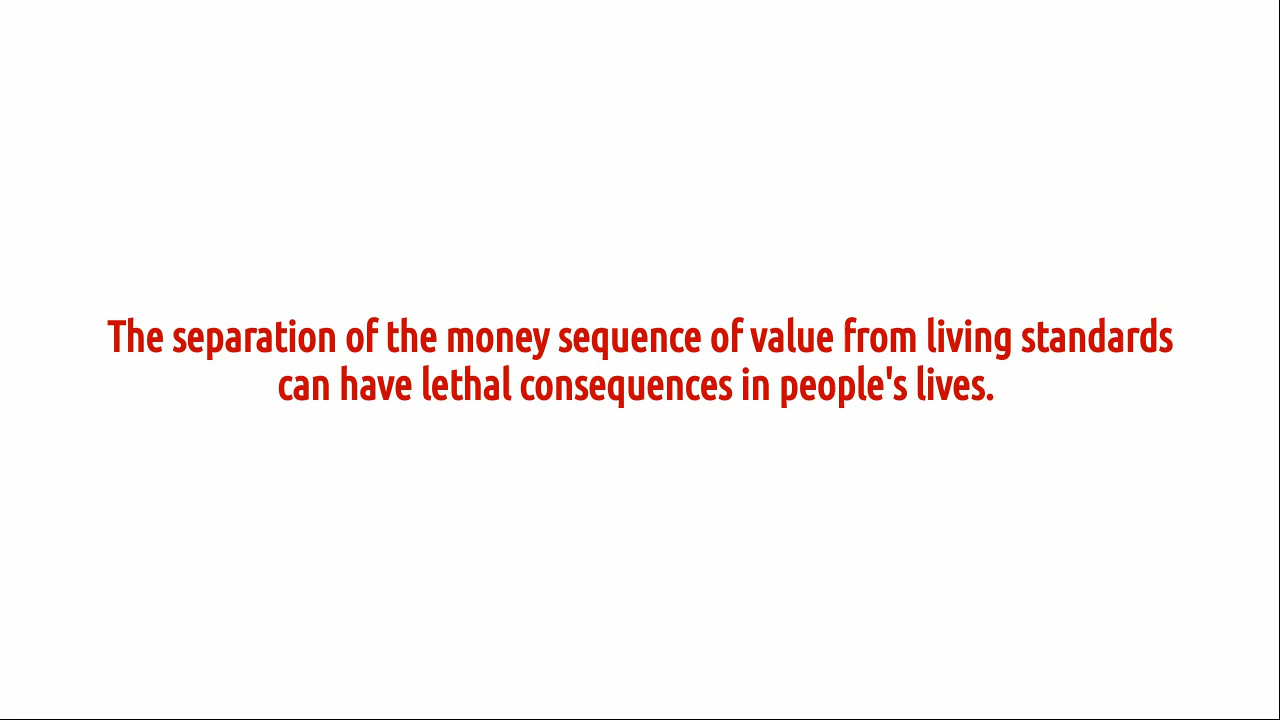 The separation of the money sequence of value from living standards
can have lethal consequences in people's lives.